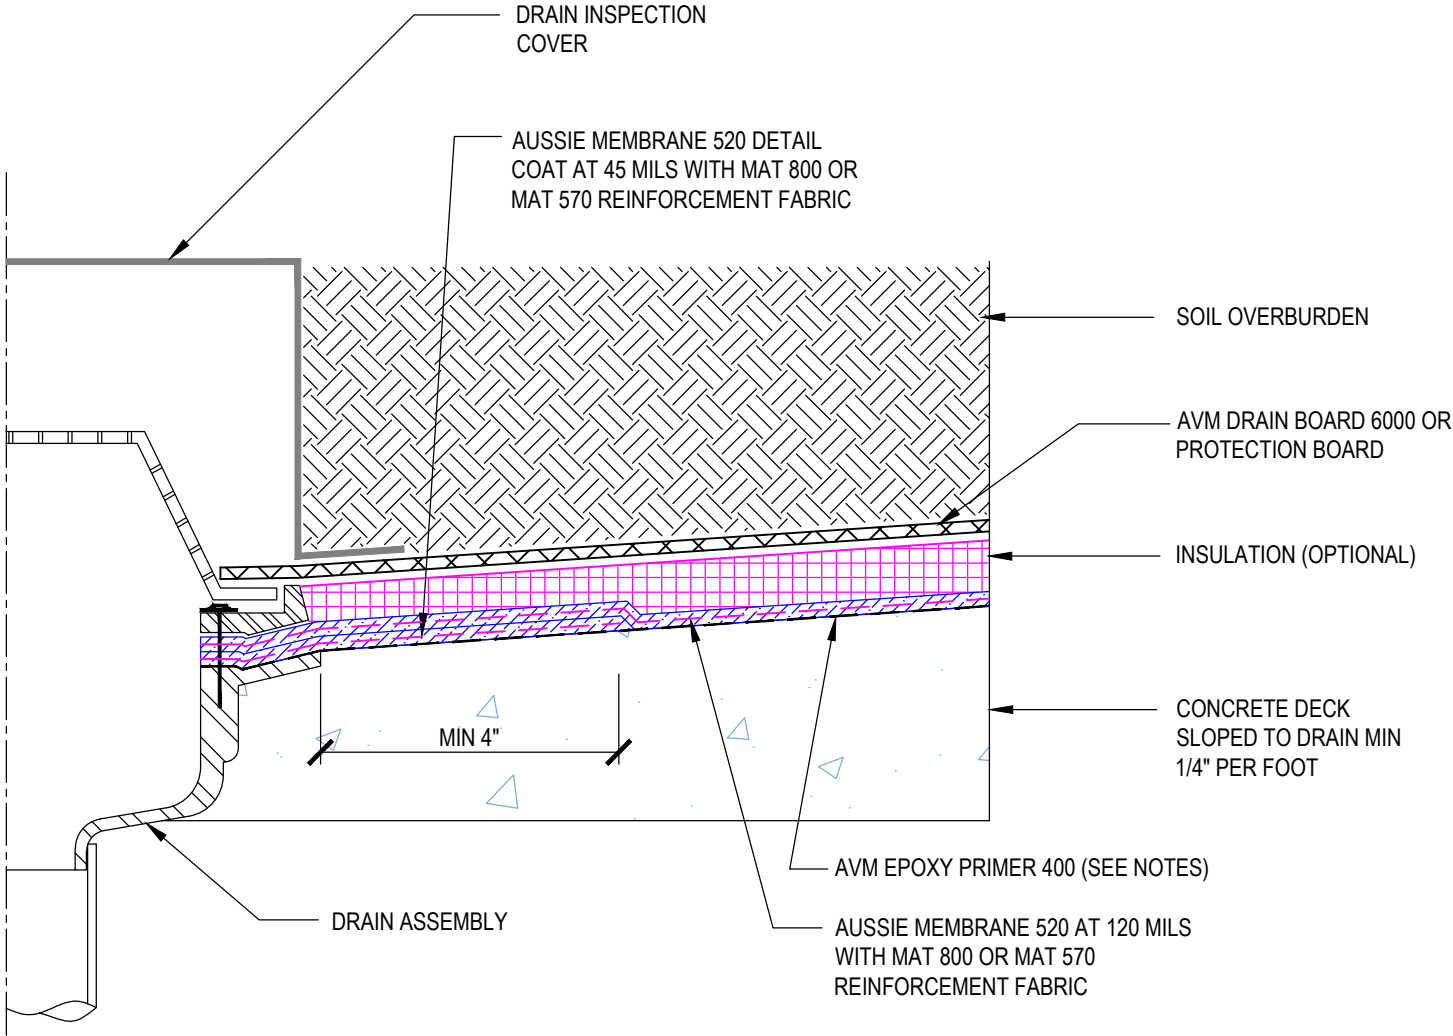 DRAIN INSPECTION
COVER
AUSSIE MEMBRANE 520 DETAIL
COAT AT 45 MILS WITH MAT 800 OR
MAT 570 REINFORCEMENT FABRIC
SOIL OVERBURDEN
AVM DRAIN BOARD 6000 OR
PROTECTION BOARD
INSULATION (OPTIONAL)
CONCRETE DECK
SLOPED TO DRAIN MIN
1/4" PER FOOT
MIN 4"
AVM EPOXY PRIMER 400 (SEE NOTES)
DRAIN ASSEMBLY
AUSSIE MEMBRANE 520 AT 120 MILS
WITH MAT 800 OR MAT 570
REINFORCEMENT FABRIC